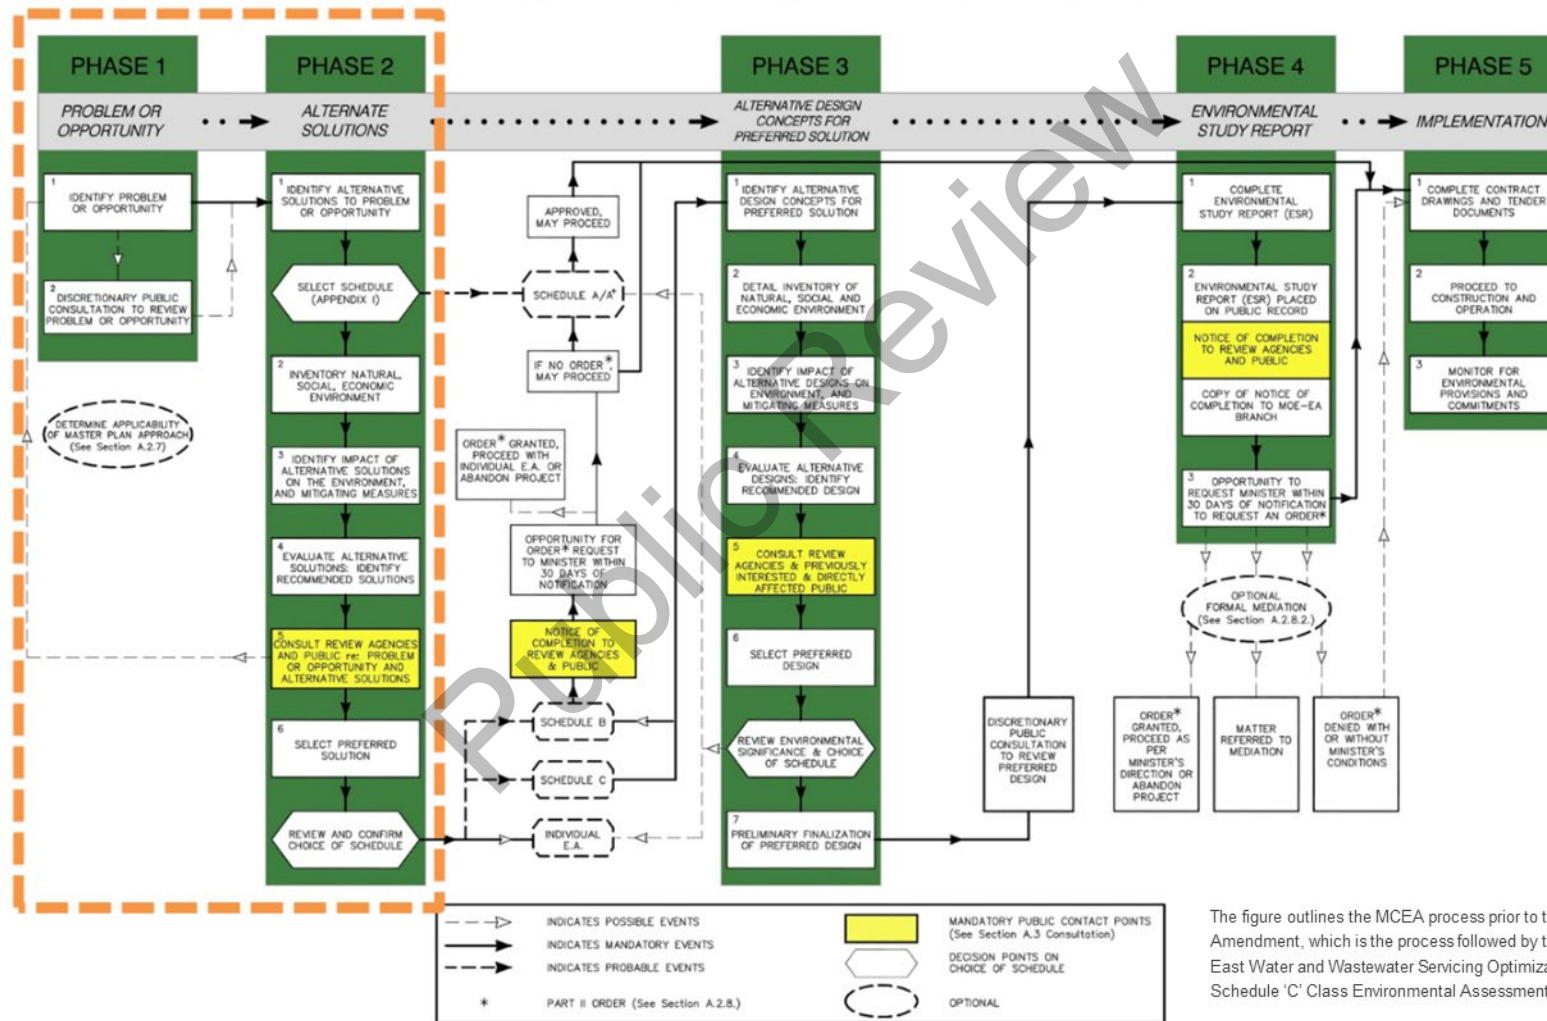 PHASE 1
PHASE 2
PHASE 3
PHASE 4
PHASE 5
PROBLEM OR
OPPORTUNITY
ALTERNATE
SOLUTIONS
ALTERNATIVE DESIGN
CONCEPTS FOR
PREFERRED SOLUTION
ENVIRONMENTAL
STUDY REPORT
IMPLEMENTATION
1
IDENTIFY PROBLEM
OR OPPORTUNITY
2
DISCRETIONARY PUBLIC
CONSULTATION TO REVIEW
PROBLEM OR OPPORTUNITY
DETERMINE APPLICABILITY
OF MASTER PLAN APPROACH
(See Section A.2.7)
1
IDENTIFY ALTERNATIVE
SOLUTIONS TO PROBLEM
OR OPPORTUNITY
SELECT SCHEDULE
(APPENDIX I)
2
INVENTORY NATURAL,
SOCIAL, ECONOMIC
ENVIRONMENT
3
IDENTIFY IMPACT OF
ALTERNATIVE SOLUTIONS
ON THE ENVIRONMENT,
AND MITIGATING MEASURES
4
EVALUATE ALTERNATIVE
SOLUTIONS: IDENTIFY
RECOMMENDED SOLUTIONS
5
CONSULT REVIEW AGENCIES
AND PUBLIC re: PROBLEM
OR OPPORTUNITY AND
ALTERNATIVE SOLUTIONS
6
SELECT PREFERRED
SOLUTION
REVIEW AND CONFIRM
CHOICE OF SCHEDULE
APPROVED,
MAY PROCEED
SCHEDULE A/A+
IF NO ORDER*,
MAY PROCEED
ORDER* GRANTED,
PROCEED WITH
INDIVIDUAL E.A. OR
ABANDON PROJECT
OPPORTUNITY FOR
ORDER* REQUEST
TO MINISTER WITHIN
30 DAYS OF
NOTIFICATION
NOTICE OF
COMPLETION TO
REVIEW AGENCIES
& PUBLIC
SCHEDULE B
SCHEDULE C
INDIVIDUAL
E.A.
1
IDENTIFY ALTERNATIVE
DESIGN CONCEPTS FOR
PREFERRED SOLUTION
2
DETAIL INVENTORY OF
NATURAL, SOCIAL AND
ECONOMIC ENVIRONMENT
3
IDENTIFY IMPACT OF
ALTERNATIVE DESIGNS ON
ENVIRONMENT, AND
MITIGATING MEASURES
4
EVALUATE ALTERNATIVE
DESIGNS: IDENTIFY
RECOMMENDED DESIGN
5
CONSULT REVIEW
AGENCIES & PREVIOUSLY
INTERESTED & DIRECTLY
AFFECTED PUBLIC
6
SELECT PREFERRED
DESIGN
REVIEW ENVIRONMENTAL
SIGNIFICANCE & CHOICE
OF SCHEDULE
7
PRELIMINARY FINALIZATION
OF PREFERRED DESIGN
DISCRETIONARY
PUBLIC
CONSULTATION
TO REVIEW
PREFERRED
DESIGN
1
COMPLETE
ENVIRONMENTAL
STUDY REPORT (ESR)
2
ENVIRONMENTAL STUDY
REPORT (ESR) PLACED
ON PUBLIC RECORD
NOTICE OF COMPLETION
TO REVIEW AGENCIES
AND PUBLIC
COPY OF NOTICE OF
COMPLETION TO MOE-EA
BRANCH
3
OPPORTUNITY TO
REQUEST MINISTER WITHIN
30 DAYS OF NOTIFICATION
TO REQUEST AN ORDER*
OPTIONAL
FORMAL MEDIATION
(See Section A.2.8.2.)
ORDER*
GRANTED,
PROCEED AS
PER
MINISTER'S
DIRECTION OR
ABANDON
PROJECT
MATTER
REFERRED TO
MEDIATION
ORDER*
DENIED WITH
OR WITHOUT
MINISTER'S
CONDITIONS
1
COMPLETE CONTRACT
DRAWINGS AND TENDER
DOCUMENTS
2
PROCEED TO
CONSTRUCTION AND
OPERATION
3
MONITOR FOR
ENVIRONMENTAL
PROVISIONS AND
COMMITMENTS
Public Review
INDICATES POSSIBLE EVENTS
INDICATES MANDATORY EVENTS
INDICATES PROBABLE EVENTS
* PART II ORDER (See Section A.2.8.)
MANDATORY PUBLIC CONTACT POINTS
(See Section A.3 Consultation)
DECISION POINTS ON
CHOICE OF SCHEDULE
OPTIONAL
The figure outlines the MCEA process prior to t
Amendment, which is the process followed by t
East Water and Wastewater Servicing Optimiza
Schedule 'C' Class Environmental Assessment